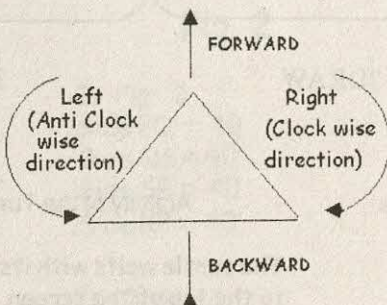 FORWARD
Left
(Anti Clock
wise
direction)
Right
(Clock wise
direction)
BACKWARD